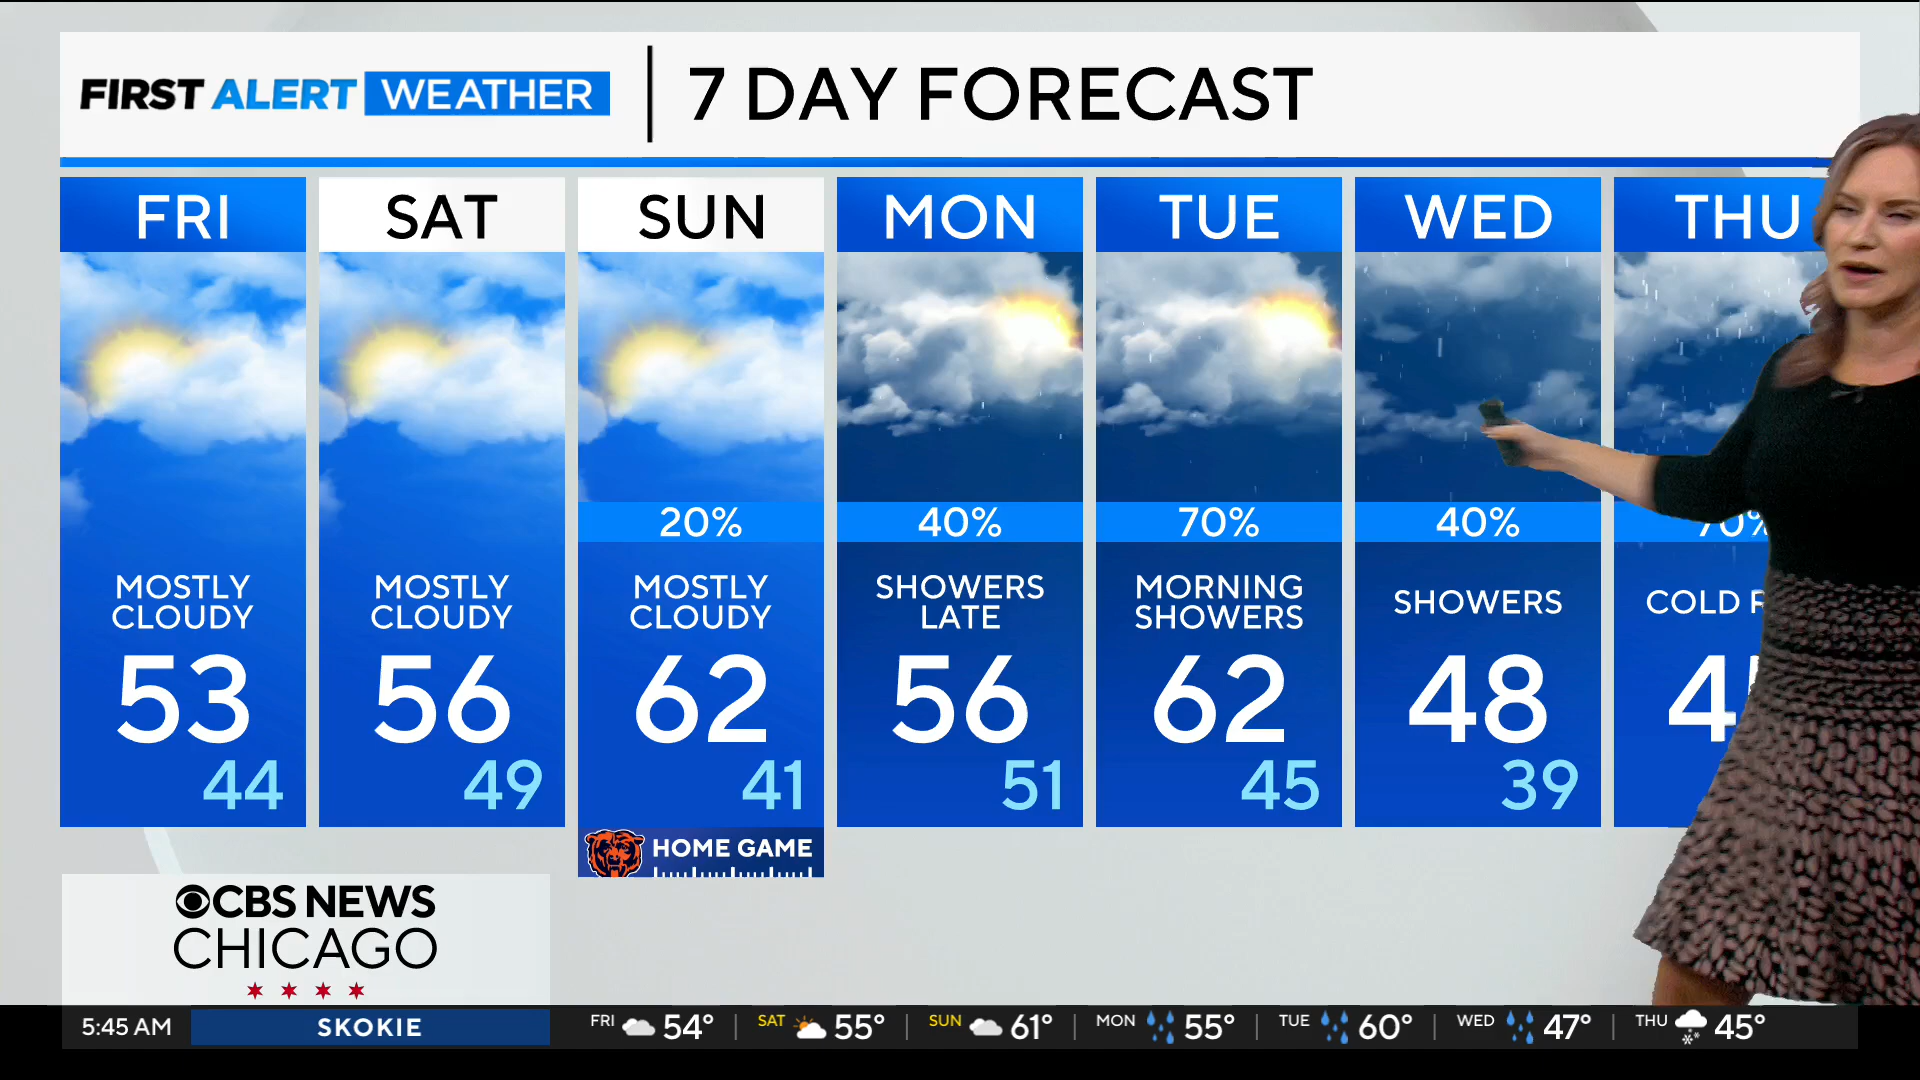 FIRST ALERT WEATHER
7 DAY FORECAST
FRI
MOSTLY
CLOUDY
53
44
SAT
MOSTLY
CLOUDY
56
49
SUN
20%
MOSTLY
CLOUDY
62
41
HOME GAME
MON
40%
SHOWERS
LATE
56
51
TUE
70%
MORNING
SHOWERS
62
45
WED
40%
SHOWERS
48
39
THU
70%
COLD
CBS NEWS
CHICAGO
5:45 AM
SKOKIE
FRI 54° SAT 55° SUN 61° MON 55° TUE 60° WED 47° THU 45°